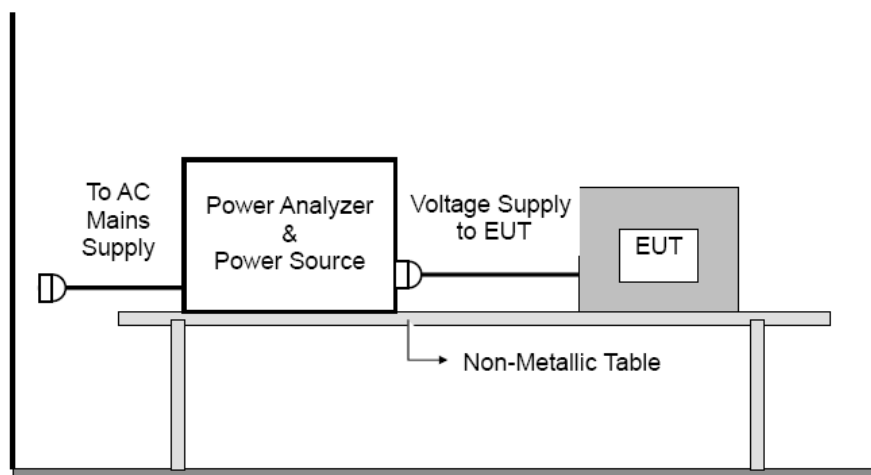 To AC
Mains
Supply
Power Analyzer
&
Power Source
Voltage Supply
to EUT
EUT
Non-Metallic Table